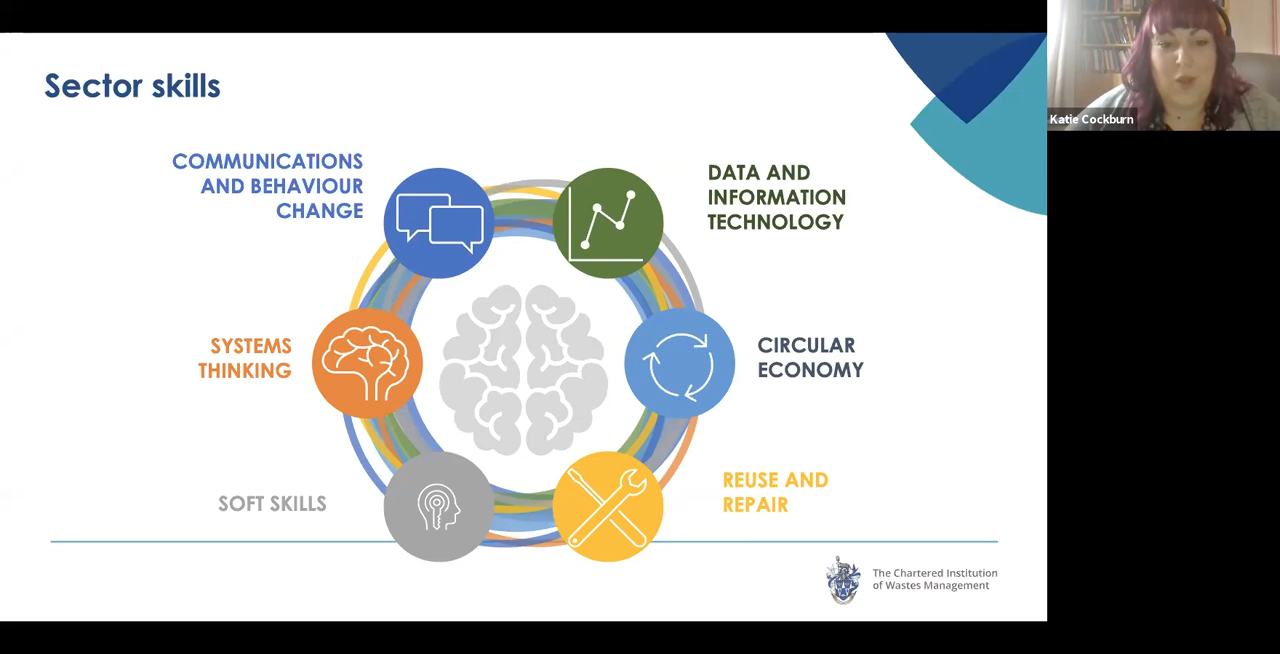 Sector skills
COMMUNICATIONS
AND BEHAVIOUR
CHANGE
DATA AND
INFORMATION
TECHNOLOGY
SYSTEMS
THINKING
CIRCULAR
ECONOMY
SOFT SKILLS
REUSE AND
REPAIR
The Chartered Institution
of Wastes Management
Katie Cockburn